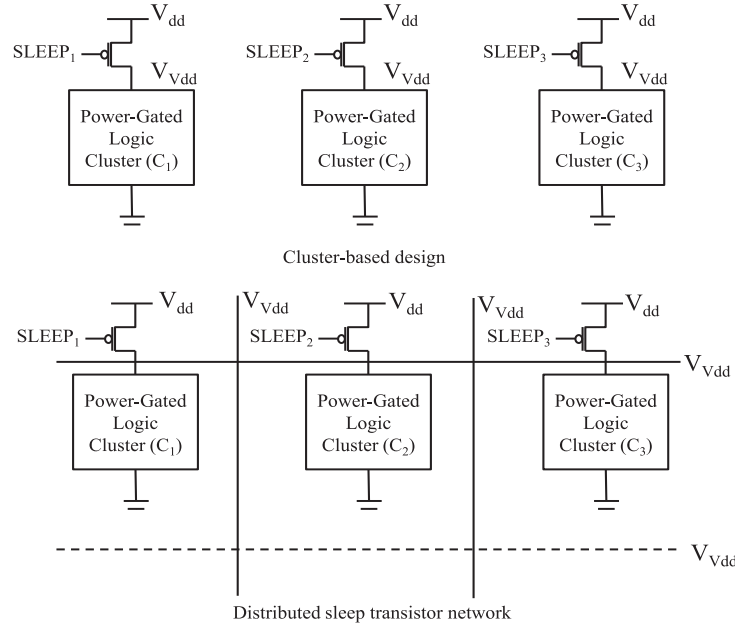 V_dd V_dd V_dd
SLEEP_1 SLEEP_2 SLEEP_3
V_Vdd V_Vdd V_Vdd
Power-Gated Power-Gated Power-Gated
Logic Logic Logic
Cluster (C_1) Cluster (C_2) Cluster (C_3)
Cluster-based design
V_dd V_Vdd V_dd V_Vdd V_dd
SLEEP_1 SLEEP_2 SLEEP_3
V_Vdd
Power-Gated Power-Gated Power-Gated
Logic Logic Logic
Cluster (C_1) Cluster (C_2) Cluster (C_3)
V_Vdd
Distributed sleep transistor network